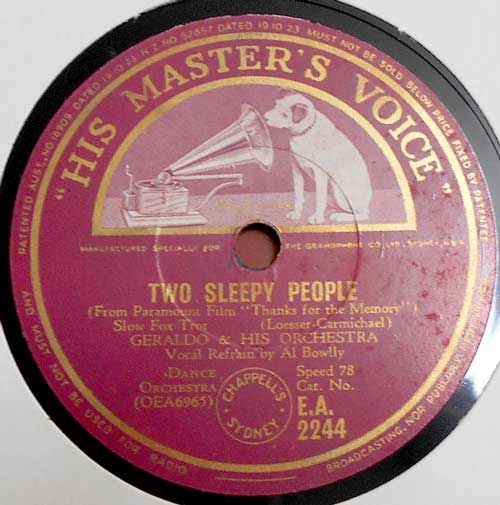 PATENTED AUST. NO. 18909 DATED 19.10.23 N Z NO 52657 DATED 19.10.23 MUST NOT BE SOLD BELOW PRICE FIXED BY PATENTEES
"HIS MASTER'S VOICE"
MANUFACTURED SPECIALLY FOR THE GRAMOPHONE CO., LTD., SYDNEY,
TWO SLEEPY PEOPLE
(From Paramount Film "Thanks for the Memory")
Slow Fox Trot (Loesser-Carmichael)
GERALDO & HIS ORCHESTRA
Vocal Refrain by Al Bowlly
DANCE Speed 78
ORCHESTRA Cat. No.
(OEA6965) E.A.
2244
CHAPPELLS
SYDNEY
AND MUST NOT BE USED FOR RADIO BROADCASTING, NOR PUBLIC